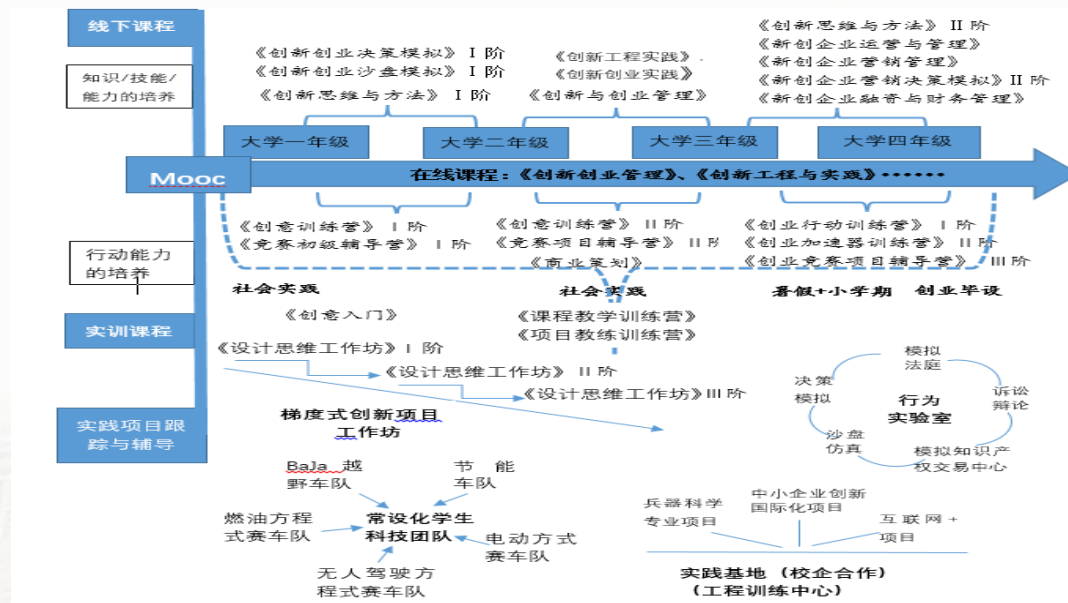 线下课程
知识/技能/
能力的培养
《创新创业决策模拟》I 阶
《创新创业沙盘模拟》I 阶
《创新思维与方法》 I 阶
《创新工程实践》.
《创新创业实践》
《创新与创业管理》
《创新思维与方法》II 阶
《新创企业运营与管理》
《新创企业营销管理》
《新创企业营销决策模拟》II 阶
《新创企业融资与财务管理》
大学一年级
大学二年级
大学三年级
大学四年级
Mooc
在线课程：《创新创业管理》、《创新工程与实践》……
《创意训练营》 I 阶
《竞赛初级辅导营》I 阶
《创意训练营》 II 阶
《竞赛项目辅导营》II 阶
《商业策划》
《创业行动训练营》 I 阶
《创业加速器训练营》II 阶
《创业竞赛项目辅导营》 III 阶
行动能力
的培养
社会实践
社会实践
暑假+小学期 创业毕设
实训课程
《创意入门》
《课程教学训练营》
《项目教练训练营》
《设计思维工作坊》I 阶
《设计思维工作坊》 II 阶
《设计思维工作坊》III 阶
模拟
法庭
决策
模拟
行为
实验室
诉讼
辩论
沙盘
仿真
模拟知识产
权交易中心
实践项目跟
踪与辅导
梯度式创新项目
工作坊
BaJa 越
野车队
节 能
车队
燃油方程
式赛车队
常设化学生
科技团队
电动方式
赛车队
无人驾驶方
程式赛车队
兵器科学
专业项目
中小企业创新
国际化项目
互联网+
项目
实践基地（校企合作）
（工程训练中心）